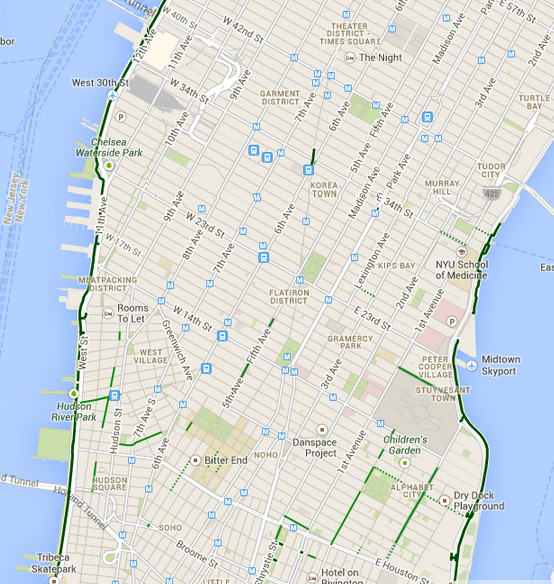 Tunnel
W 40th St
W 42nd St
E 57th St
6th
Par
12th Ave
11th Ave
THEATER
DISTRICT -
TIMES SQUARE
Madison Ave
2nd Ave
bor
The Night
West 30th St
9th Ave
3rd Ave
W 34th St
GARMENT
DISTRICT
7th Ave
6th Ave
5th Ave
TURTLE
BAY
P
10th Ave
Chelsea
Waterside Park
5th Ave
Park Ave
TUDOR
CITY
KOREA
TOWN
Madison Ave
MURRAY
HILL
495
New Jersey
New York
11th Ave
9th Ave
E 34th St
W 23rd St
6th Ave
W 17th St
8th Ave
7th Ave
Lexington Ave
KIPS BAY
NYU School
of Medicine
Eas
MEATPACKING
DISTRICT
FLATIRON
DISTRICT
2nd Ave
1st Avenue
Rooms
To Let
W 14th St
E 23rd St
P
West St
Greenwich Ave
Fifth Ave
GRAMERCY
PARK
WEST
VILLAGE
PETER
COOPER
VILLAGE
Midtown
Skyport
3rd Ave
STUYVESANT
TOWN
Hudson
River Park
5th Ave
Hudson St
7th Ave S
6th Ave
Danspace
Project
Children's
Garden
NOHO
1st Avenue
Bitter End
d Tunnel
Holland Tunnel
HUDSON
SQUARE
ALPHABET
CITY
Dry Dock
Playground
SOHO
Broome St
Tribeca
Skatepark
Chrystie St
E Houston St
LITTLE
Hotel on
Rivington